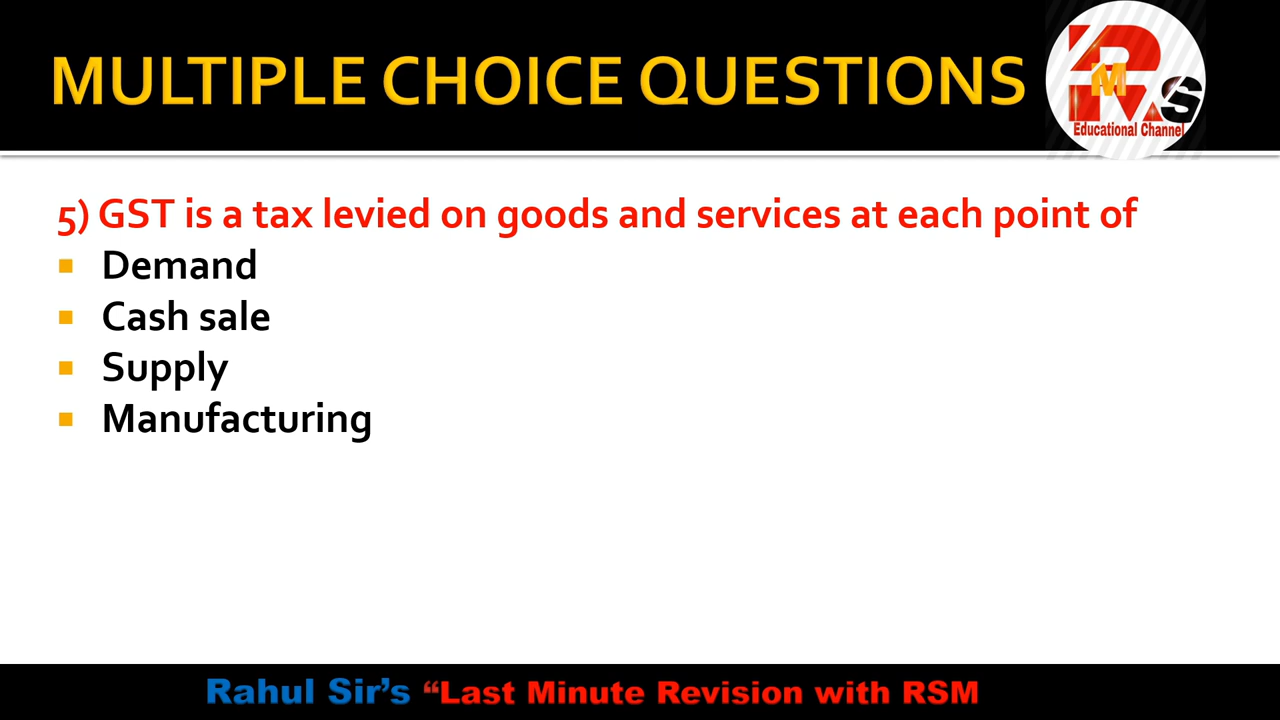 MULTIPLE CHOICE QUESTIONS
RMS
Educational Channel
5) GST is a tax levied on goods and services at each point of
Demand
Cash sale
Supply
Manufacturing
Rahul Sir's “Last Minute Revision with RSM